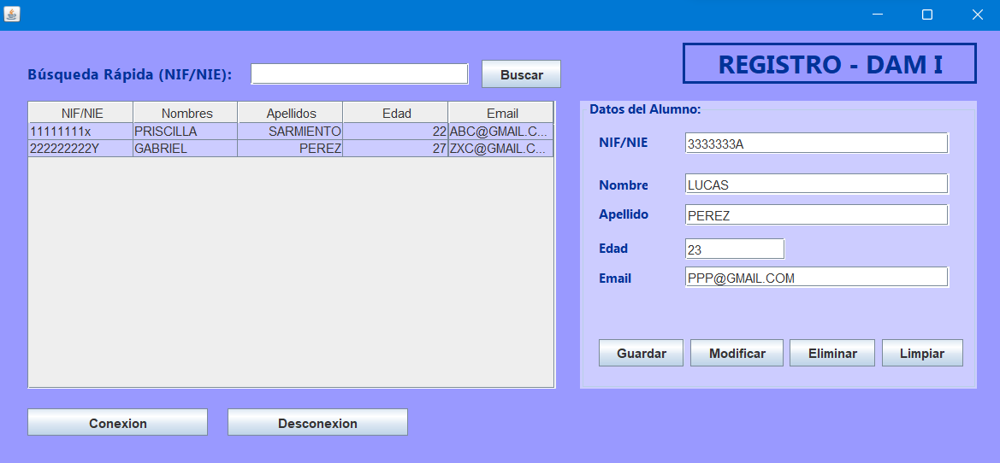 REGISTRO - DAM I
Búsqueda Rápida (NIF/NIE):
Buscar
NIF/NIE Nombres Apellidos Edad Email
11111111x PRISCILLA SARMIENTO 22 ABC@GMAIL.C...
222222222Y GABRIEL PEREZ 27 ZXC@GMAIL.C...
Datos del Alumno:
NIF/NIE 3333333A
Nombre LUCAS
Apellido PEREZ
Edad 23
Email PPP@GMAIL.COM
Guardar Modificar Eliminar Limpiar
Conexion Desconexion